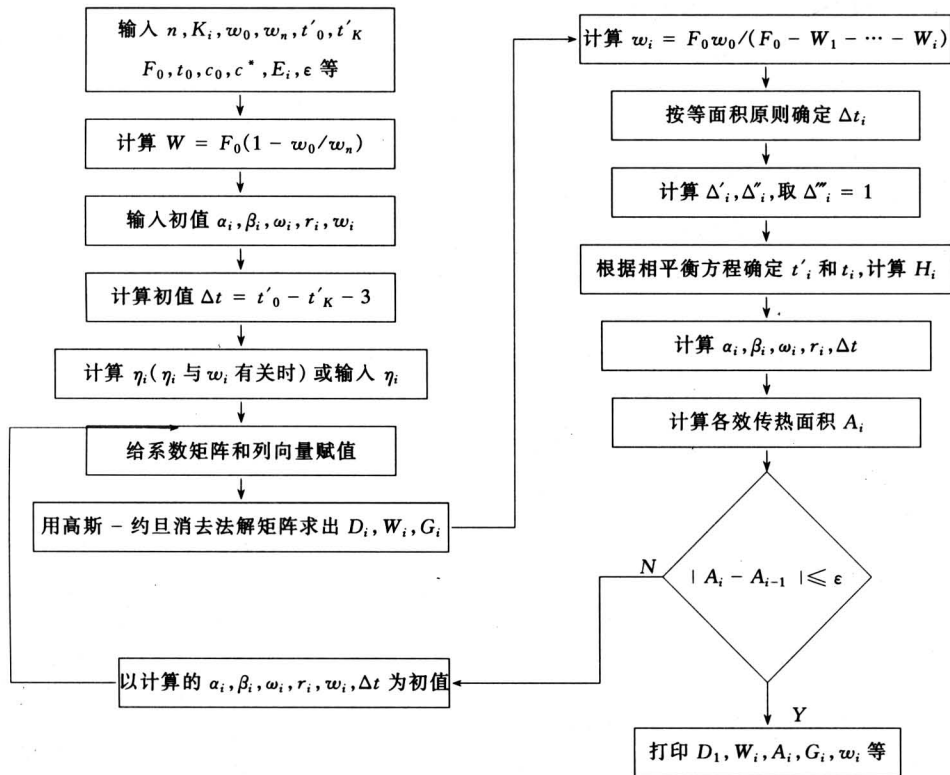 输入 n,K_i,w_0,w_n,t'_0,t'_K
F_0,t_0,c_0,c*,E_i,ε 等
计算 W = F_0(1 - w_0/w_n)
输入初值 α_i,β_i,ω_i,r_i,w_i
计算初值 Δt = t'_0 - t'_K - 3
计算 η_i(η_i 与 w_i 有关时)或输入 η_i
给系数矩阵和列向量赋值
用高斯-约旦消去法解矩阵求出 D_i,W_i,G_i
以计算的 α_i,β_i,ω_i,r_i,w_i,Δt 为初值
计算 w_i = F_0w_0/(F_0 - W_1 - ⋯ - W_i)
按等面积原则确定 Δt_i
计算 Δ'_i,Δ''_i,取 Δ'''_i = 1
根据相平衡方程确定 t'_i 和 t_i,计算 H_i
计算 α_i,β_i,ω_i,r_i,Δt
计算各效传热面积 A_i
N
| A_i - A_{i-1} |≤ ε
Y
打印 D_1,W_i,A_i,G_i,w_i 等